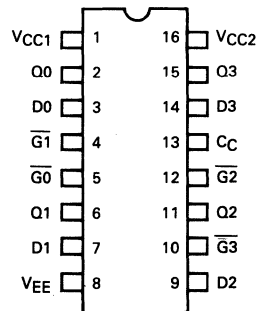 VCC1 1 16 VCC2
Q0 2 15 Q3
D0 3 14 D3
G1 4 13 CC
G0 5 12 G2
Q1 6 11 Q2
D1 7 10 G3
VEE 8 9 D2